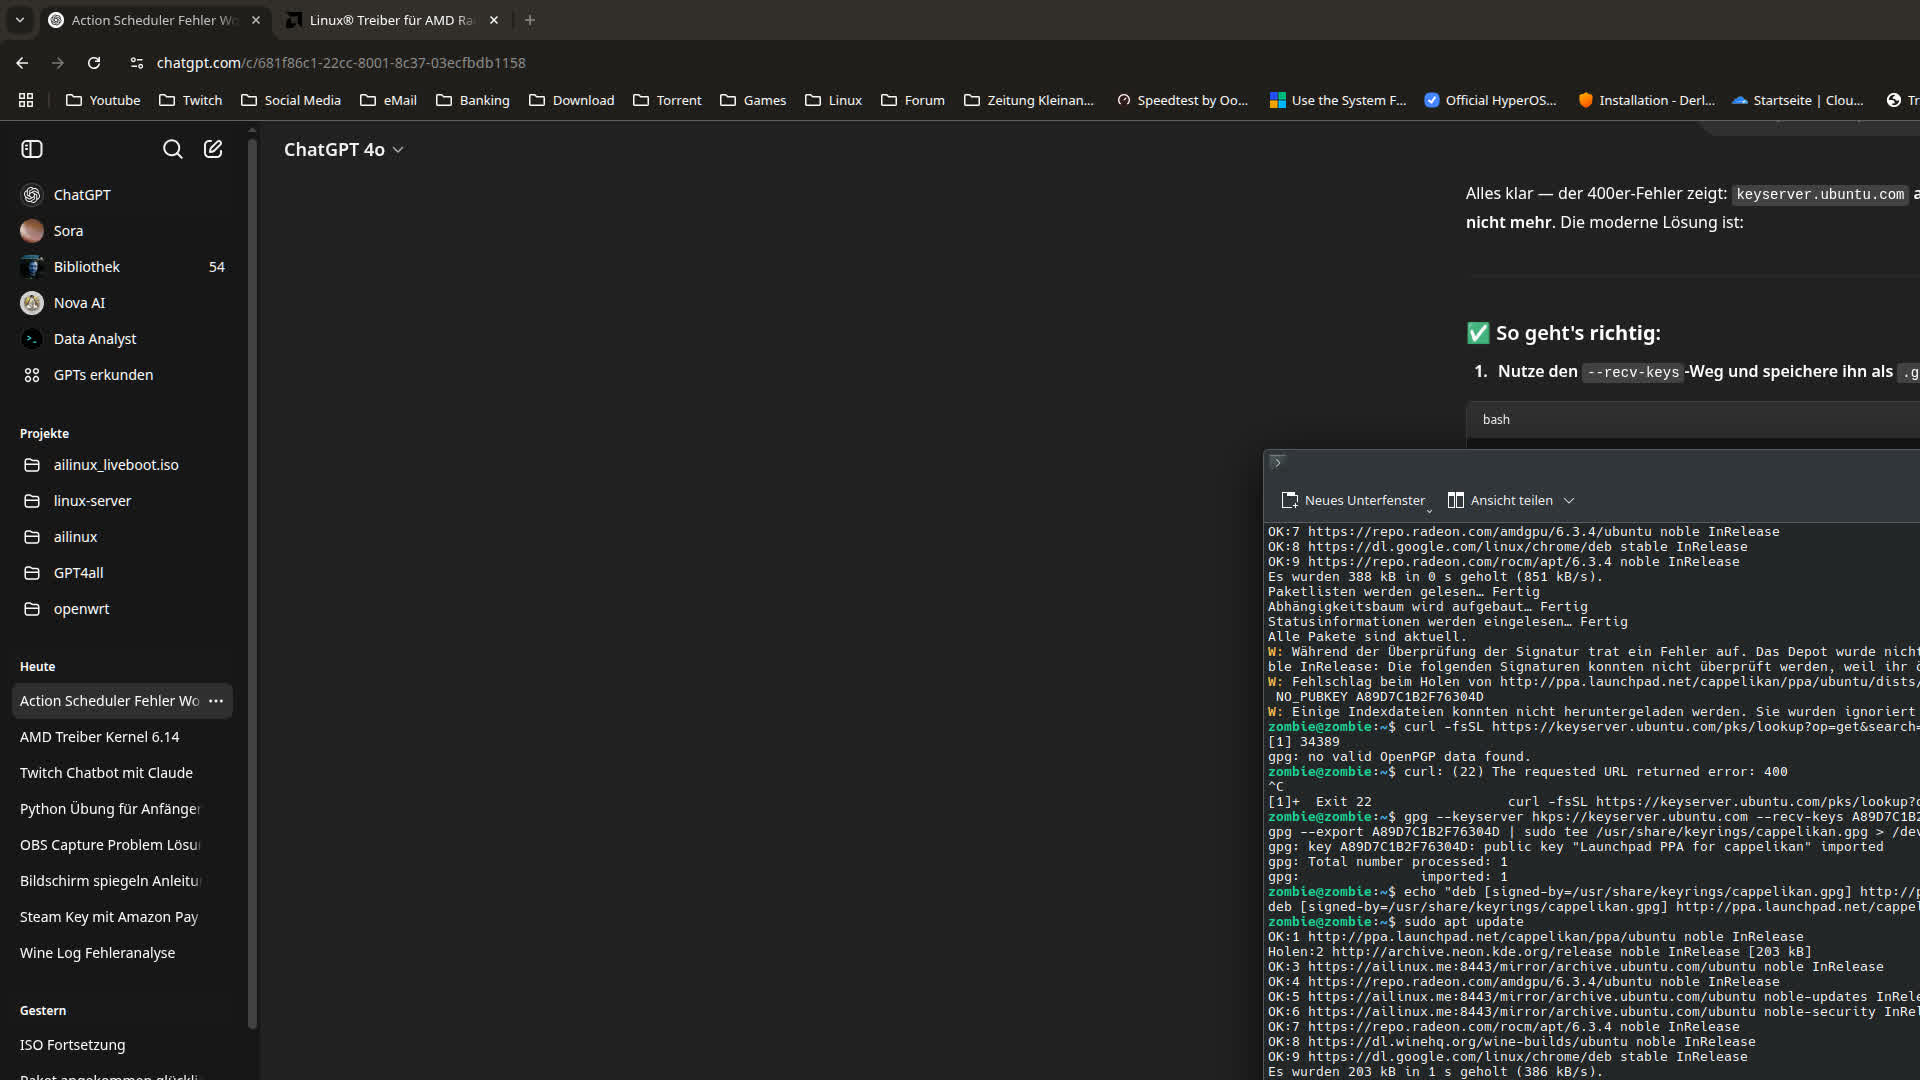 Action Scheduler Fehler Wo
Linux® Treiber für AMD Ra
chatgpt.com/c/681f86c1-22cc-8001-8c37-03ecfbdb1158
Youtube Twitch Social Media eMail Banking Download Torrent Games Linux Forum Zeitung Kleinan... Speedtest by Oo... Use the System F... Official HyperOS... Installation - Derl... Startseite | Clou... Tr
ChatGPT 4o
ChatGPT
Sora
Bibliothek 54
Nova AI
Data Analyst
GPTs erkunden
Projekte
ailinux_liveboot.iso
linux-server
ailinux
GPT4all
openwrt
Heute
Action Scheduler Fehler Wo
AMD Treiber Kernel 6.14
Twitch Chatbot mit Claude
Python Übung für Anfänger
OBS Capture Problem Lösu
Bildschirm spiegeln Anleitu
Steam Key mit Amazon Pay
Wine Log Fehleranalyse
Gestern
ISO Fortsetzung
Alles klar — der 400er-Fehler zeigt: keyserver.ubuntu.com
nicht mehr. Die moderne Lösung ist:
✅ So geht's richtig:
1. Nutze den --recv-keys-Weg und speichere ihn als .g
bash
Neues Unterfenster Ansicht teilen
OK:7 https://repo.radeon.com/amdgpu/6.3.4/ubuntu noble InRelease
OK:8 https://dl.google.com/linux/chrome/deb stable InRelease
OK:9 https://repo.radeon.com/rocm/apt/6.3.4 noble InRelease
Es wurden 388 kB in 0 s geholt (851 kB/s).
Paketlisten werden gelesen… Fertig
Abhängigkeitsbaum wird aufgebaut… Fertig
Statusinformationen werden eingelesen… Fertig
Alle Pakete sind aktuell.
W: Während der Überprüfung der Signatur trat ein Fehler auf. Das Depot wurde nicht
ble InRelease: Die folgenden Signaturen konnten nicht überprüft werden, weil ihr
W: Fehlschlag beim Holen von http://ppa.launchpad.net/cappelikan/ppa/ubuntu/dists/
NO_PUBKEY A89D7C1B2F76304D
W: Einige Indexdateien konnten nicht heruntergeladen werden. Sie wurden ignoriert
zombie@zombie:~$ curl -fsSL https://keyserver.ubuntu.com/pks/lookup?op=get&search=
[1] 34389
gpg: no valid OpenPGP data found.
zombie@zombie:~$ curl: (22) The requested URL returned error: 400
^C
[1]+  Exit 22                 curl -fsSL https://keyserver.ubuntu.com/pks/lookup?o
zombie@zombie:~$ gpg --keyserver hkps://keyserver.ubuntu.com --recv-keys A89D7C1B2
gpg --export A89D7C1B2F76304D | sudo tee /usr/share/keyrings/cappelikan.gpg > /dev
gpg: key A89D7C1B2F76304D: public key "Launchpad PPA for cappelikan" imported
gpg: Total number processed: 1
gpg:               imported: 1
zombie@zombie:~$ echo "deb [signed-by=/usr/share/keyrings/cappelikan.gpg] http://p
deb [signed-by=/usr/share/keyrings/cappelikan.gpg] http://ppa.launchpad.net/cappel
zombie@zombie:~$ sudo apt update
OK:1 http://ppa.launchpad.net/cappelikan/ppa/ubuntu noble InRelease
Holen:2 http://archive.neon.kde.org/release noble InRelease [203 kB]
OK:3 https://ailinux.me:8443/mirror/archive.ubuntu.com/ubuntu noble InRelease
OK:4 https://repo.radeon.com/amdgpu/6.3.4/ubuntu noble InRelease
OK:5 https://ailinux.me:8443/mirror/archive.ubuntu.com/ubuntu noble-updates InRele
OK:6 https://ailinux.me:8443/mirror/archive.ubuntu.com/ubuntu noble-security InRel
OK:7 https://repo.radeon.com/rocm/apt/6.3.4 noble InRelease
OK:8 https://dl.winehq.org/wine-builds/ubuntu noble InRelease
OK:9 https://dl.google.com/linux/chrome/deb stable InRelease
Es wurden 203 kB in 1 s geholt (386 kB/s).